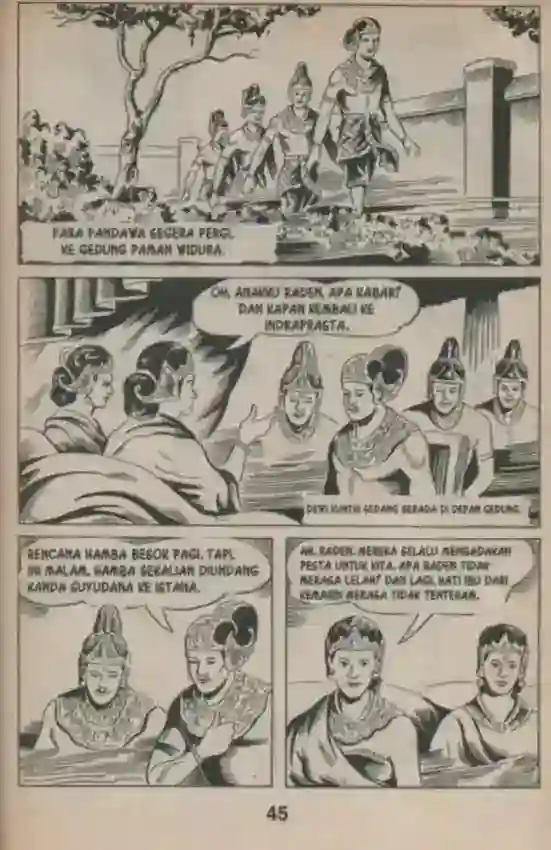 PARA PANDAWA SEGERA PERGI.
KE GEDUNG PAMAN WIDURA.
OH, ANAKKU RADEN, APA KABAR?
DAN KAPAN KEMBALI KE
INDRAPRASTA.
DEWI KUNTHI SEDANG BERADA DI DEPAN GEDUNG.
RENCANA HAMBA BESOK PAGI. TAPI,
INI MALAM, HAMBA SEKALIAN DIUNDANG
KANDA SUYUDANA KE ISTANA.
AH, RADEN. MEREKA SELALU MENGADAKAN
PESTA UNTUK KITA. APA RADEN TIDAK
MERASA LELAH? DAN LAGI, HATI IBU DARI
KEMARIN MERASA TIDAK TENTERAM.
45